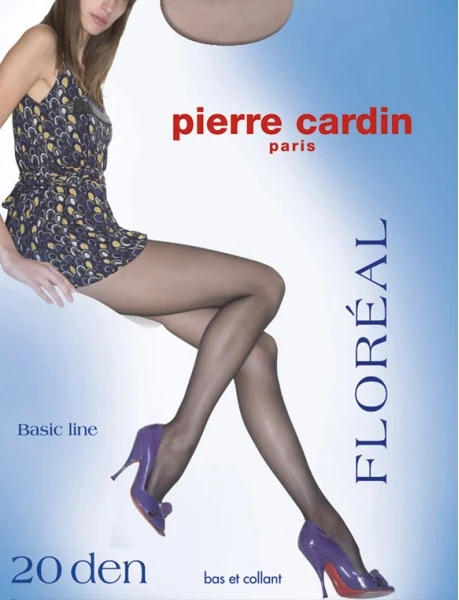 pierre cardin
paris
FLORÉAL
Basic line
20 den
bas et collant